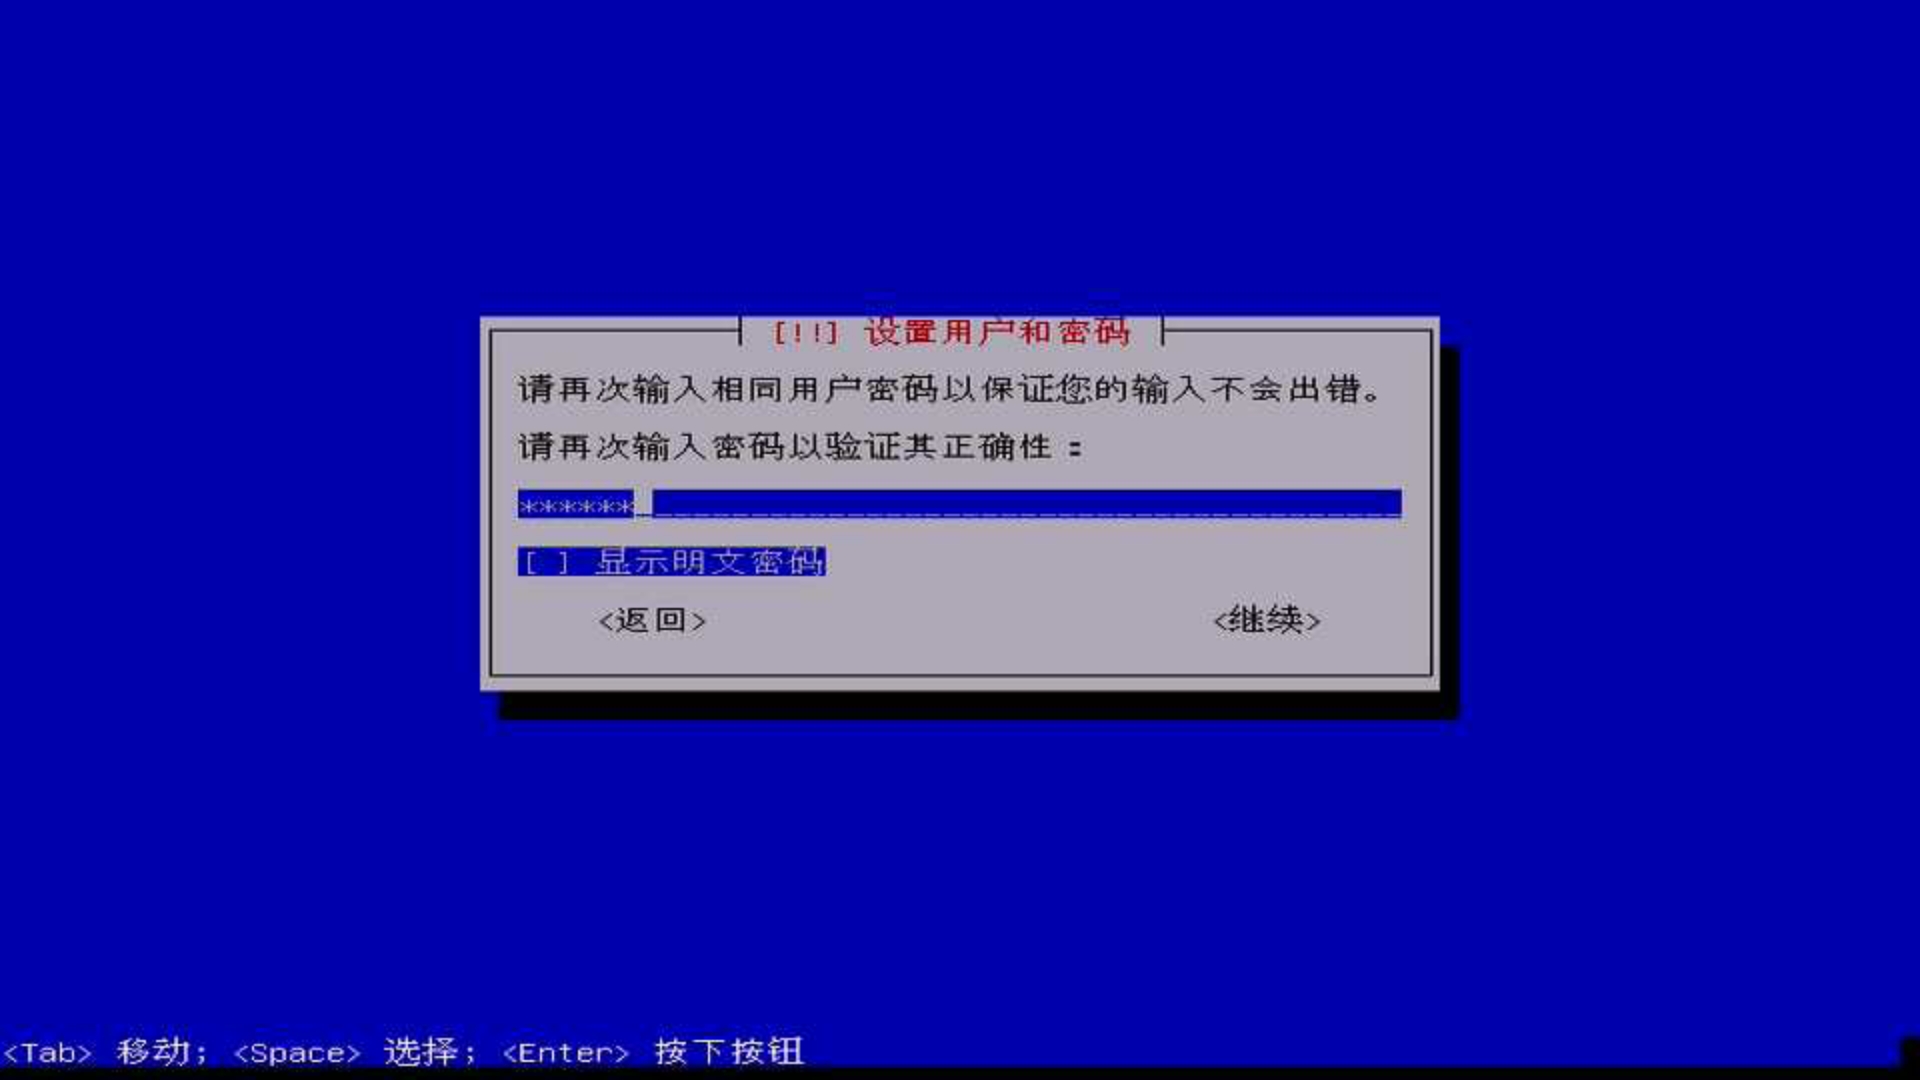 [!!] 设置用户和密码
请再次输入相同用户密码以保证您的输入不会出错。
请再次输入密码以验证其正确性：
******_
[ ] 显示明文密码
<返回> <继续>
<Tab> 移动; <Space> 选择; <Enter> 按下按钮